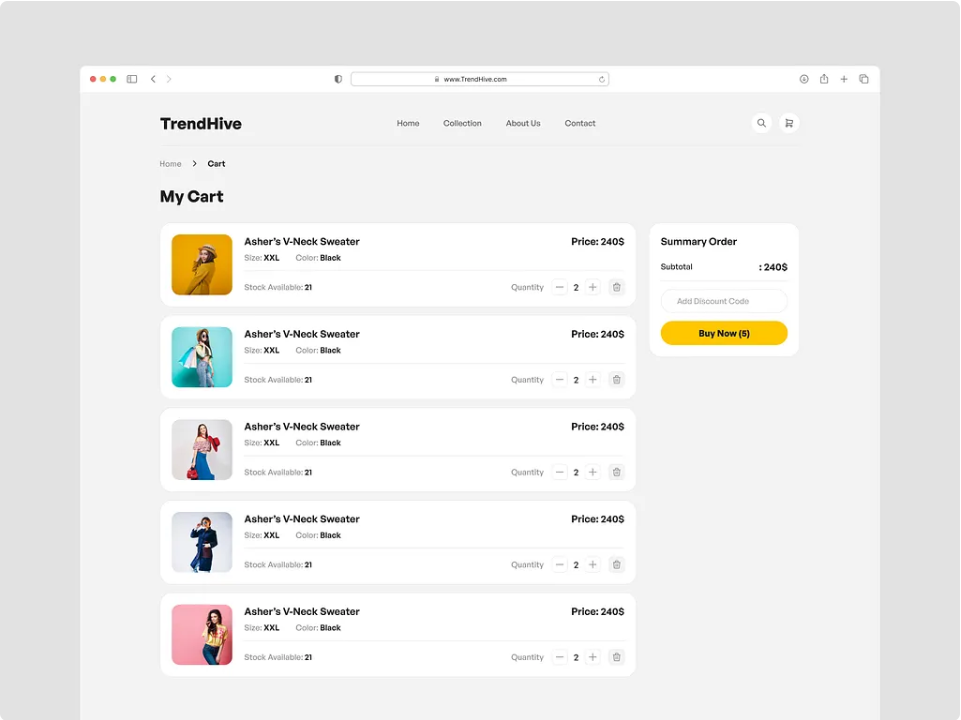 www.TrendHive.com
TrendHive
Home Collection About Us Contact
Home > Cart
My Cart
Asher's V-Neck Sweater Price: 240$
Size: XXL Color: Black
Stock Available: 21 Quantity — 2 +
Asher's V-Neck Sweater Price: 240$
Size: XXL Color: Black
Stock Available: 21 Quantity — 2 +
Asher's V-Neck Sweater Price: 240$
Size: XXL Color: Black
Stock Available: 21 Quantity — 2 +
Asher's V-Neck Sweater Price: 240$
Size: XXL Color: Black
Stock Available: 21 Quantity — 2 +
Asher's V-Neck Sweater Price: 240$
Size: XXL Color: Black
Stock Available: 21 Quantity — 2 +
Summary Order
Subtotal : 240$
Add Discount Code
Buy Now (5)